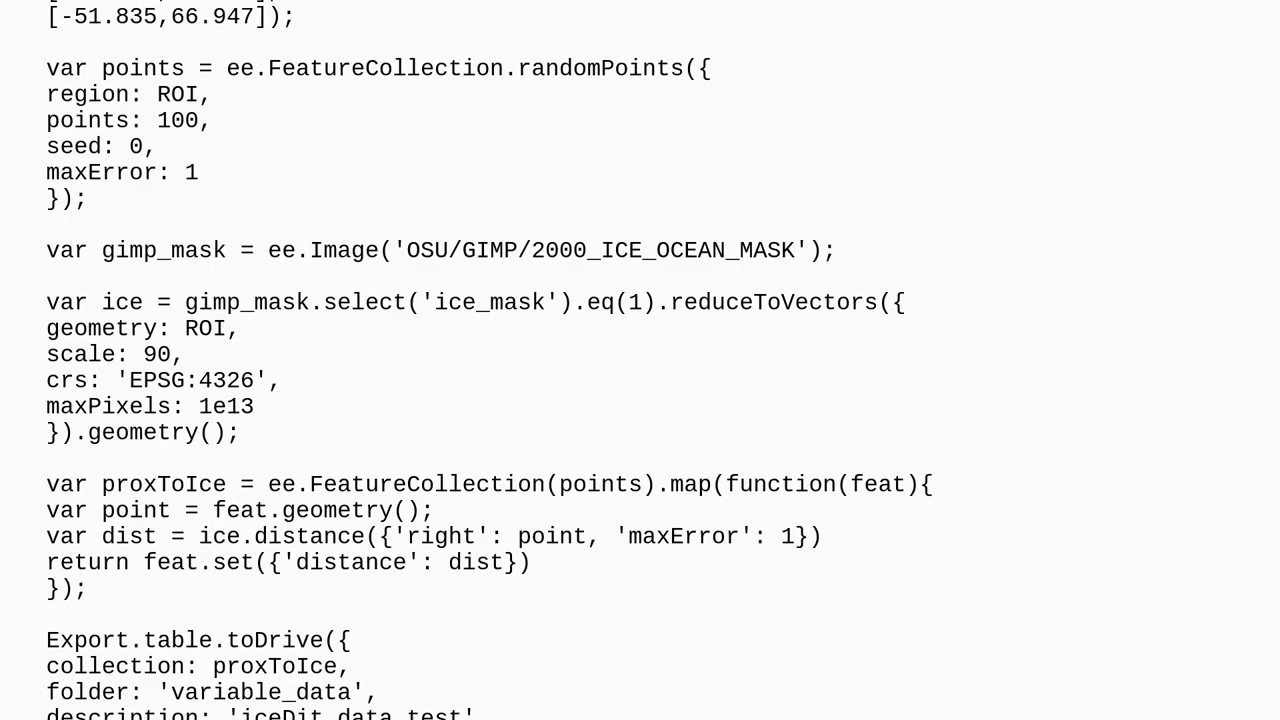 [-51.835,66.947]);
var points = ee.FeatureCollection.randomPoints({
region: ROI,
points: 100,
seed: 0,
maxError: 1
});
var gimp_mask = ee.Image('OSU/GIMP/2000_ICE_OCEAN_MASK');
var ice = gimp_mask.select('ice_mask').eq(1).reduceToVectors({
geometry: ROI,
scale: 90,
crs: 'EPSG:4326',
maxPixels: 1e13
}).geometry();
var proxToIce = ee.FeatureCollection(points).map(function(feat){
var point = feat.geometry();
var dist = ice.distance({'right': point, 'maxError': 1})
return feat.set({'distance': dist})
});
Export.table.toDrive({
collection: proxToIce,
folder: 'variable_data',
description: 'iceDit_data_test'